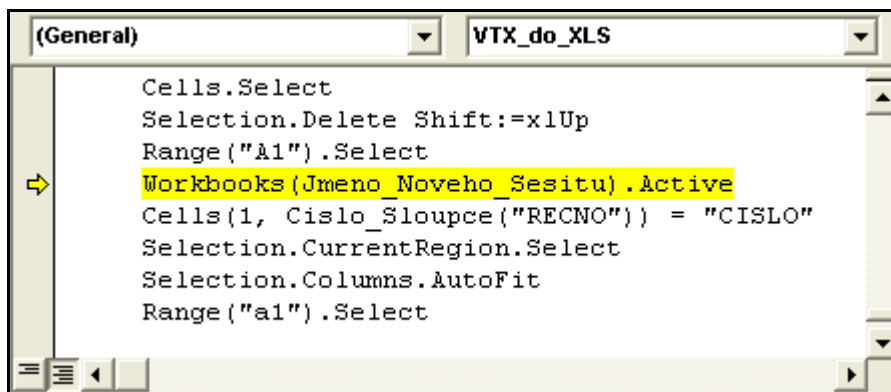 (General) VTX_do_XLS
Cells.Select
Selection.Delete Shift:=xlUp
Range("A1").Select
Workbooks(Jmeno_Noveho_Sesitu).Active
Cells(1, Cislo_Sloupce("RECNO")) = "CISLO"
Selection.CurrentRegion.Select
Selection.Columns.AutoFit
Range("a1").Select